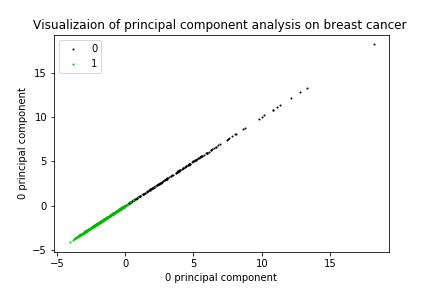 Visualizaion of principal component analysis on breast cancer
0
1
15
10
5
0
−5
0 principal component
−5 0 5 10 15
0 principal component